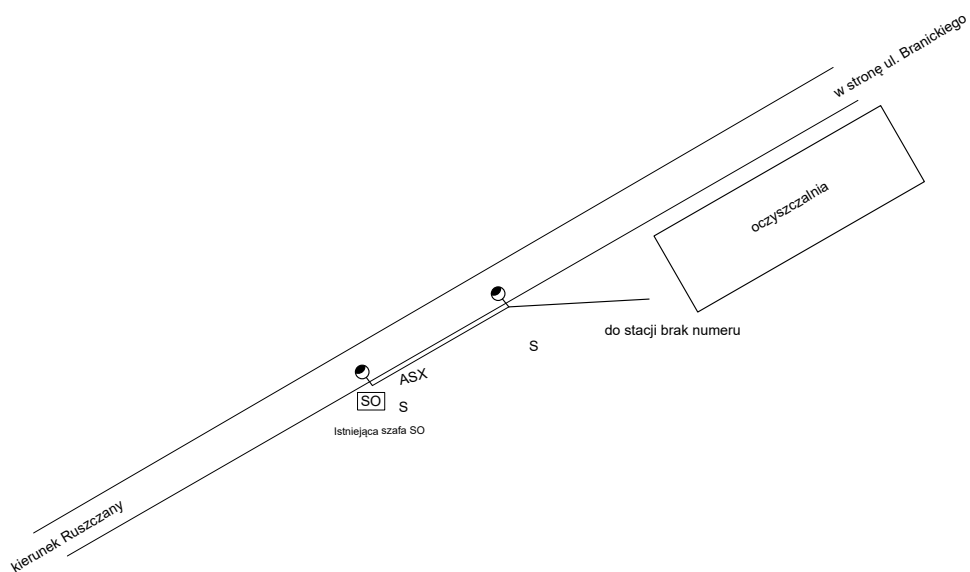 w stronę ul. Branickiego
oczyszczalnia
do stacji brak numeru
S
ASX
SO
S
Istniejąca szafa SO
kierunek Ruszczany